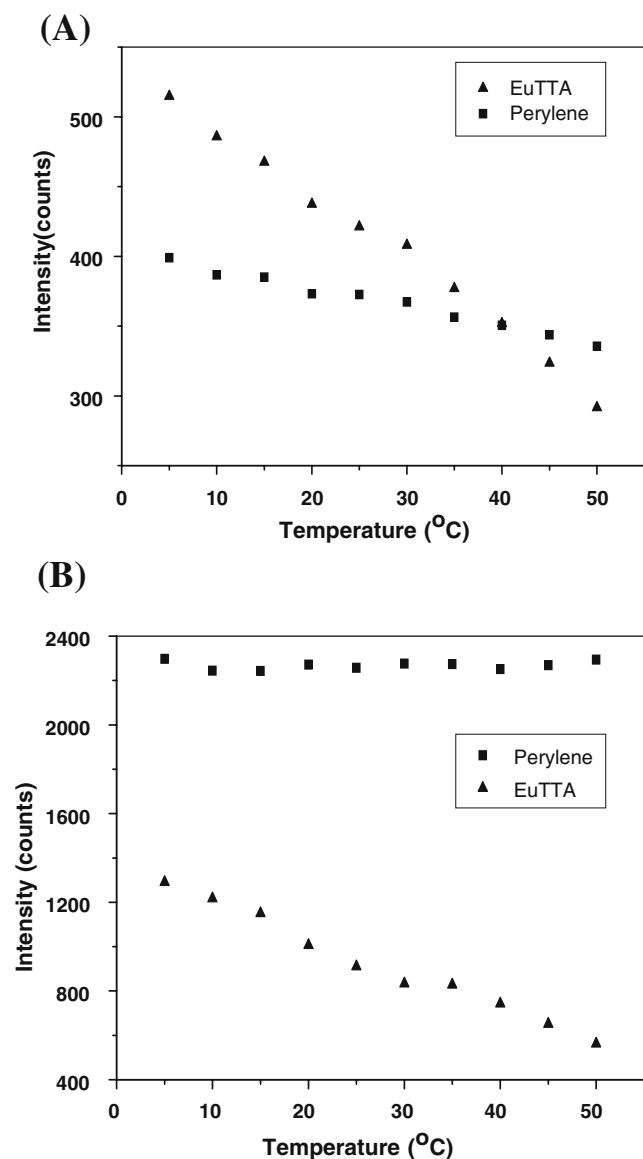 (A)
500
400
300
Intensity(counts)
EuTTA
Perylene
0
10
20
30
40
50
Temperature (°C)
(B)
2400
2000
1600
1200
800
400
Intensity (counts)
Perylene
EuTTA
0
10
20
30
40
50
Temperature (°C)